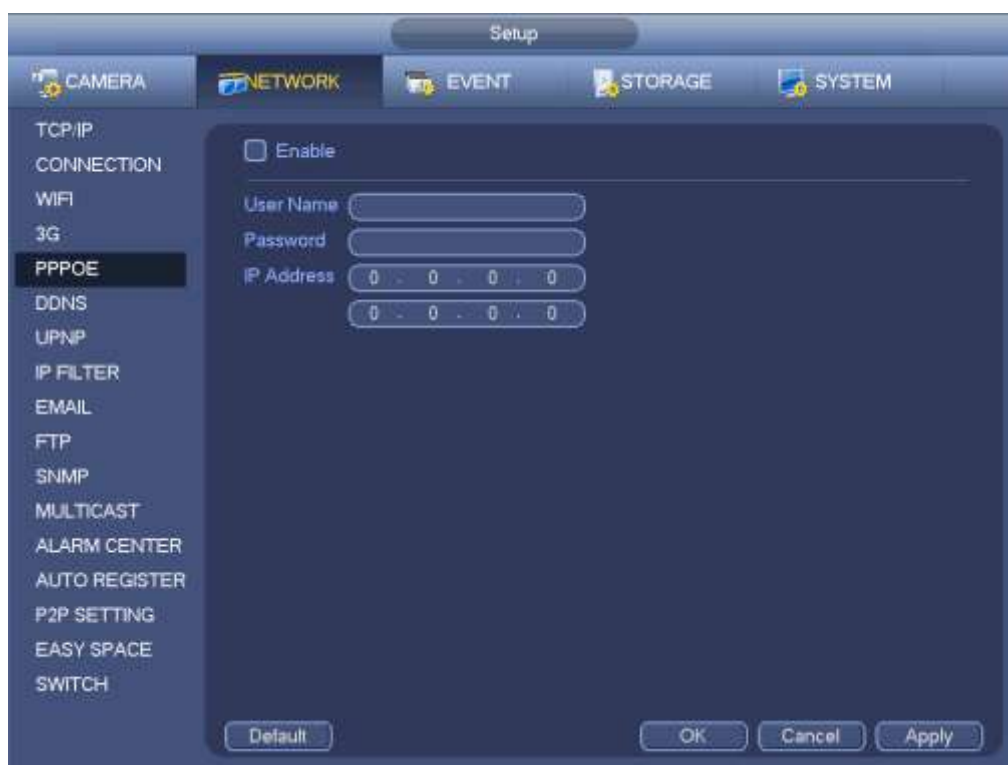 Setup
CAMERA NETWORK EVENT STORAGE SYSTEM
TCP/IP
CONNECTION
WIFI
3G
PPPOE
DDNS
UPNP
IP FILTER
EMAIL
FTP
SNMP
MULTICAST
ALARM CENTER
AUTO REGISTER
P2P SETTING
EASY SPACE
SWITCH
Enable
User Name
Password
IP Address 0 . 0 . 0 . 0
0 . 0 . 0 . 0
Default OK Cancel Apply